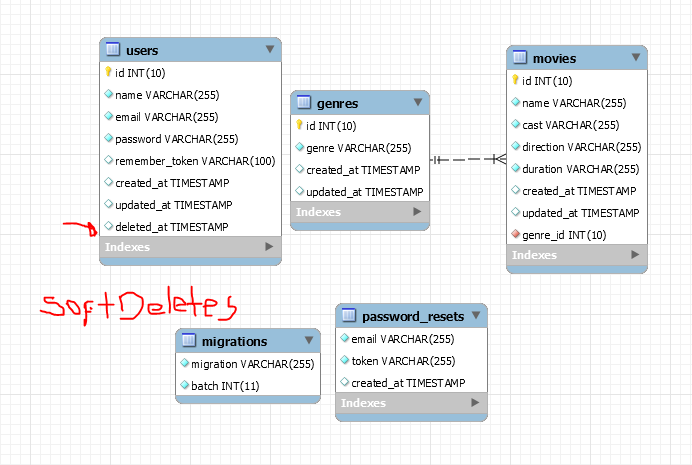 users
id INT(10)
name VARCHAR(255)
email VARCHAR(255)
password VARCHAR(255)
remember_token VARCHAR(100)
created_at TIMESTAMP
updated_at TIMESTAMP
deleted_at TIMESTAMP
Indexes
genres
id INT(10)
genre VARCHAR(255)
created_at TIMESTAMP
updated_at TIMESTAMP
Indexes
movies
id INT(10)
name VARCHAR(255)
cast VARCHAR(255)
direction VARCHAR(255)
duration VARCHAR(255)
created_at TIMESTAMP
updated_at TIMESTAMP
genre_id INT(10)
Indexes
softDeletes
migrations
migration VARCHAR(255)
batch INT(11)
password_resets
email VARCHAR(255)
token VARCHAR(255)
created_at TIMESTAMP
Indexes